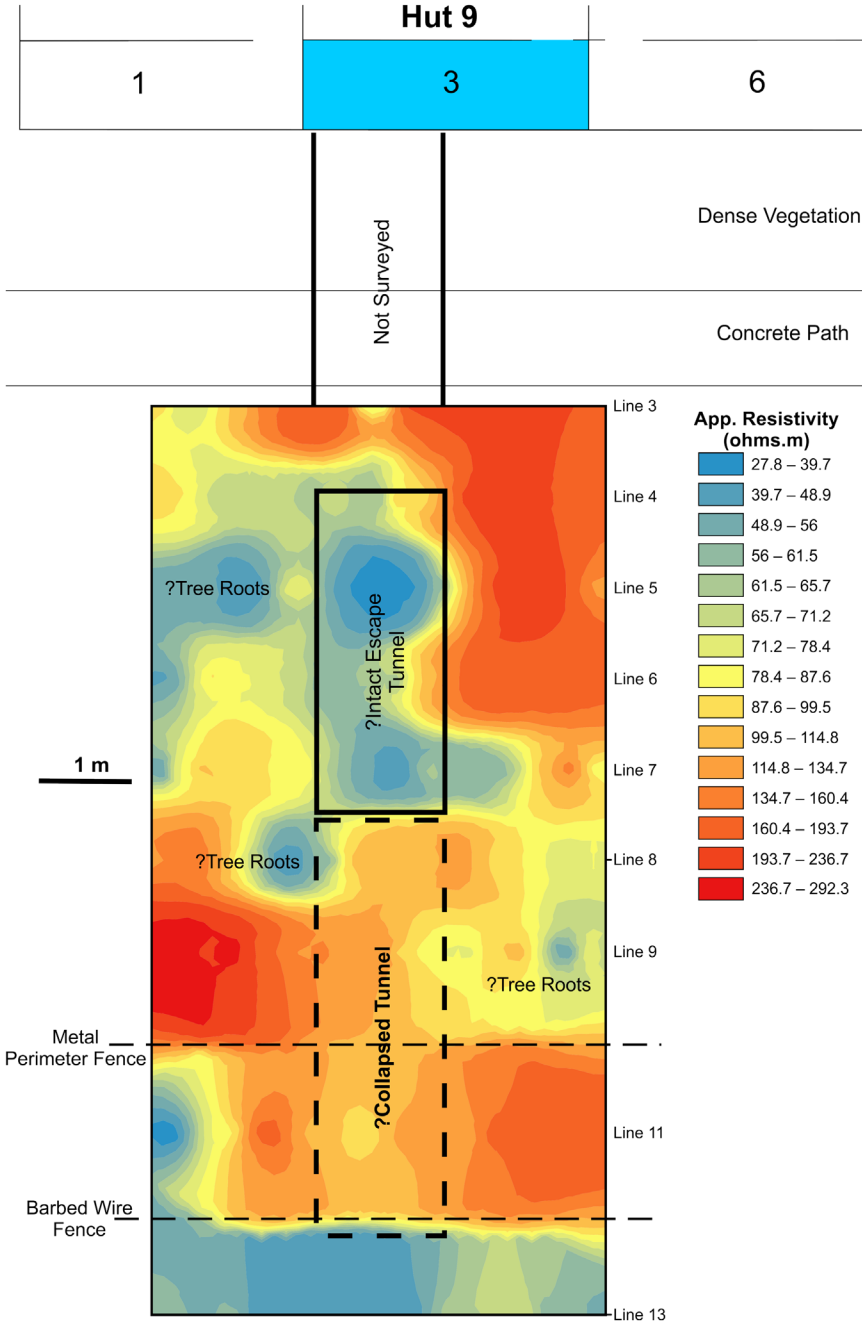 Hut 9
1
3
6
Dense Vegetation
Not Surveyed
Concrete Path
Line 3
App. Resistivity
(ohms.m)
27.8 – 39.7
39.7 – 48.9
48.9 – 56
56 – 61.5
61.5 – 65.7
65.7 – 71.2
71.2 – 78.4
78.4 – 87.6
87.6 – 99.5
99.5 – 114.8
114.8 – 134.7
134.7 – 160.4
160.4 – 193.7
193.7 – 236.7
236.7 – 292.3
Line 4
?Tree Roots
Line 5
?Intact Escape
Tunnel
Line 6
1 m
Line 7
?Tree Roots
Line 8
Line 9
?Tree Roots
?Collapsed Tunnel
Metal
Perimeter Fence
Line 11
Barbed Wire
Fence
Line 13